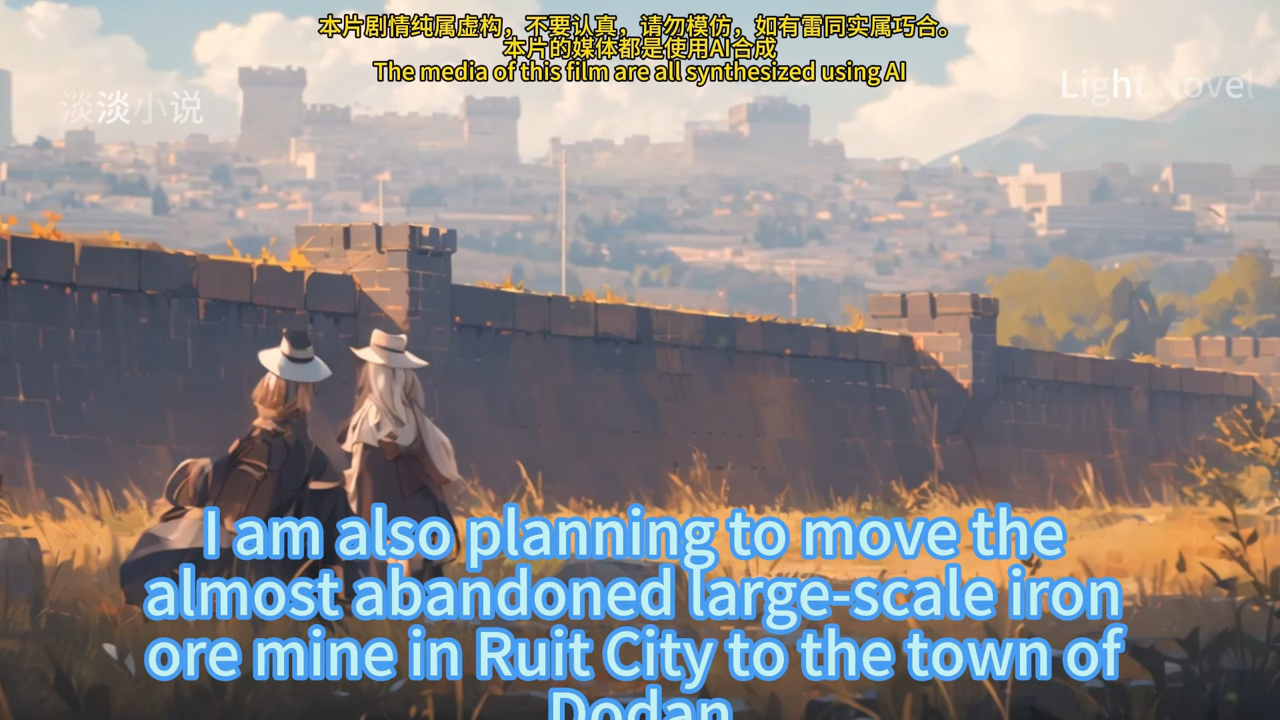 本片剧情纯属虚构，不要认真，请勿模仿，如有雷同实属巧合。
本片的媒体都是使用AI合成
The media of this film are all synthesized using AI
淡淡小说
Light Novel
I am also planning to move the
almost abandoned large-scale iron
ore mine in Ruit City to the town of
Dodan